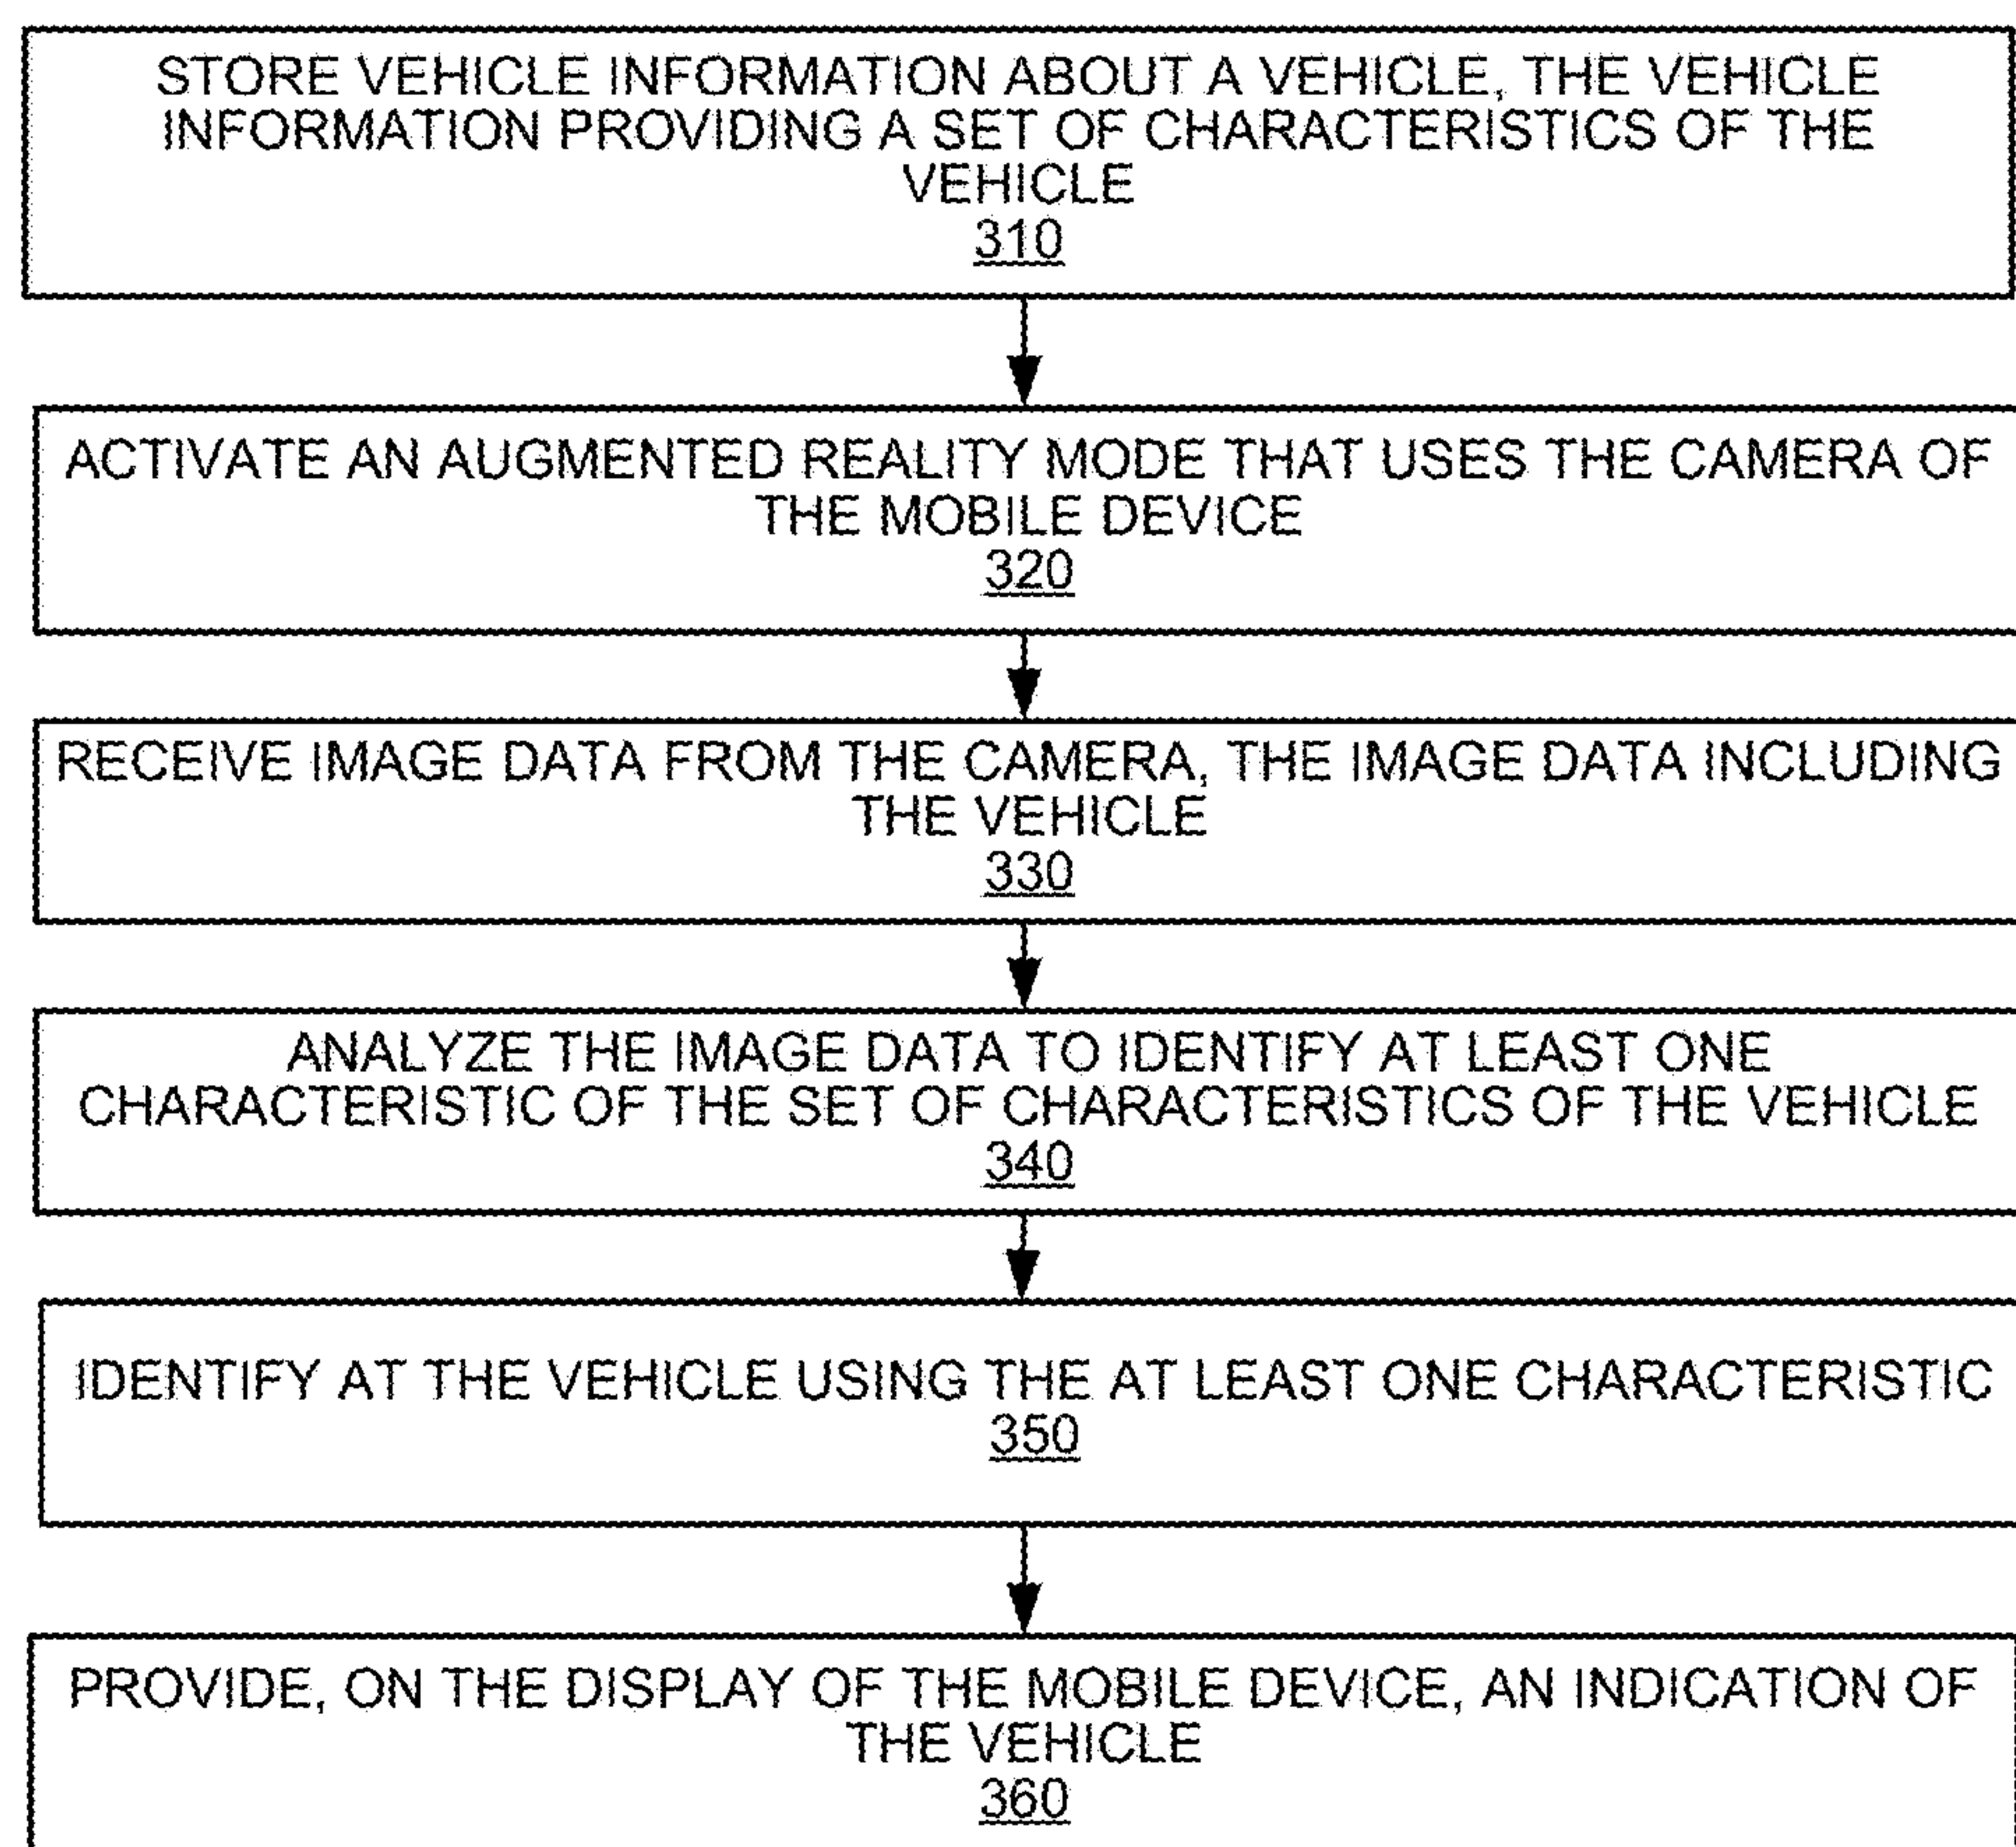 STORE VEHICLE INFORMATION ABOUT A VEHICLE, THE VEHICLE
INFORMATION PROVIDING A SET OF CHARACTERISTICS OF THE
VEHICLE
310
ACTIVATE AN AUGMENTED REALITY MODE THAT USES THE CAMERA OF
THE MOBILE DEVICE
320
RECEIVE IMAGE DATA FROM THE CAMERA, THE IMAGE DATA INCLUDING
THE VEHICLE
330
ANALYZE THE IMAGE DATA TO IDENTIFY AT LEAST ONE
CHARACTERISTIC OF THE SET OF CHARACTERISTICS OF THE VEHICLE
340
IDENTIFY AT THE VEHICLE USING THE AT LEAST ONE CHARACTERISTIC
350
PROVIDE, ON THE DISPLAY OF THE MOBILE DEVICE, AN INDICATION OF
THE VEHICLE
360